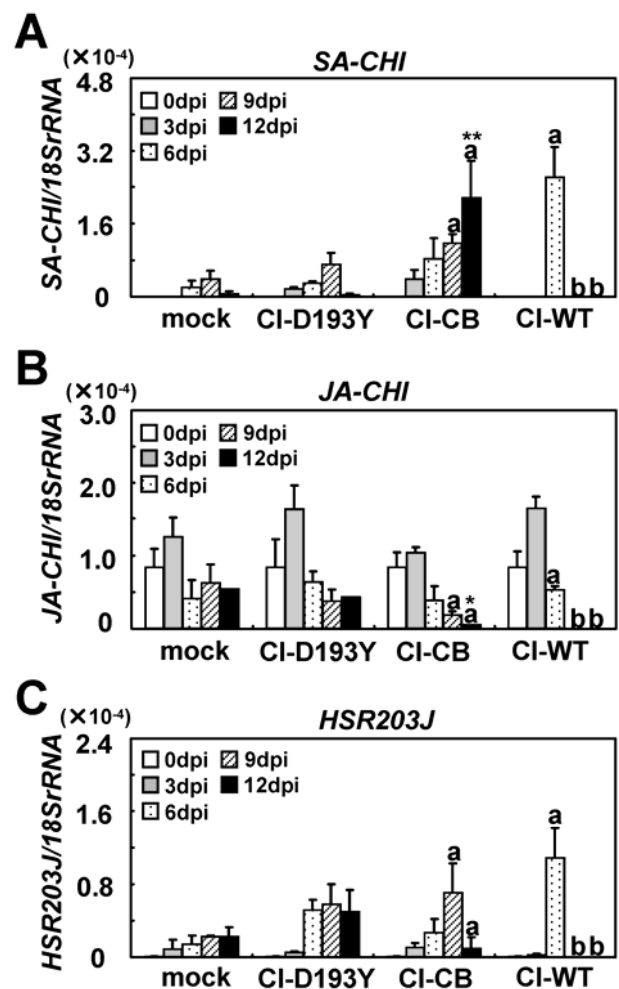 A
(×10-4)
SA-CHI
SA-CHI/18SrRNA
4.8
3.2
1.6
0
0dpi 9dpi
3dpi 12dpi
6dpi
**
a
a
a
b b
mock CI-D193Y CI-CB CI-WT
B
(×10-4)
JA-CHI
JA-CHI/18SrRNA
3.0
2.0
1.0
0
0dpi 9dpi
3dpi 12dpi
6dpi
a
*
a
a
b b
mock CI-D193Y CI-CB CI-WT
C
(×10-4)
HSR203J
HSR203J/18SrRNA
2.4
1.6
0.8
0
0dpi 9dpi
3dpi 12dpi
6dpi
a
a
a
b b
mock CI-D193Y CI-CB CI-WT